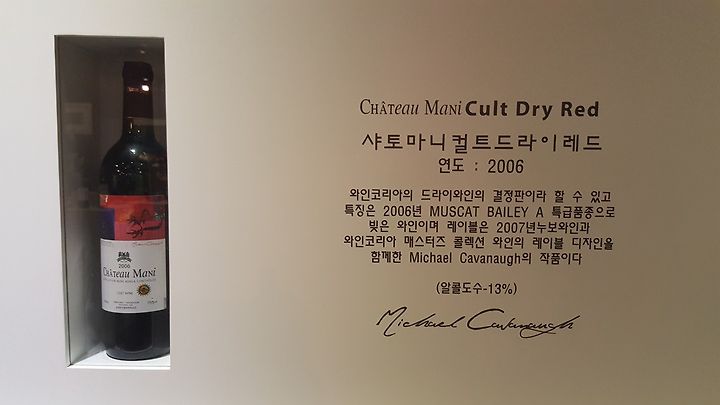 CHÂTEAU MANI Cult Dry Red
샤토마니컬트드라이레드
연도 : 2006
와인코리아의 드라이와인의 결정판이라 할 수 있고
특징은 2006년 MUSCAT BAILEY A 특급품종으로
빚은 와인이며 레이블은 2007년누보와인과
와인코리아 매스터즈 콜렉션 와인의 레이블 디자인을
함께한 Michael Cavanaugh의 작품이다
(알콜도수-13%)
Michael Cavanaugh
2006
CHÂTEAU MANI